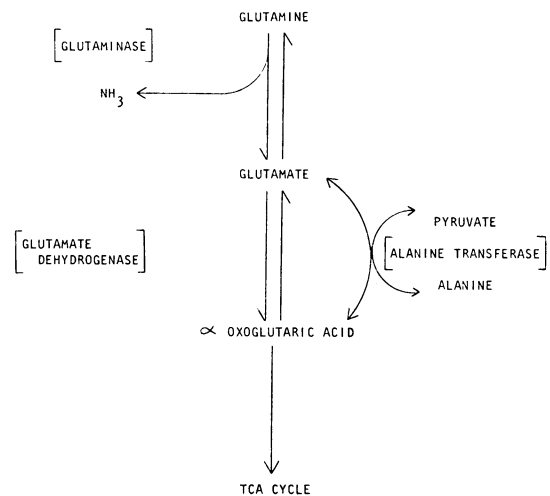 GLUTAMINE
[GLUTAMINASE]
NH3
GLUTAMATE
PYRUVATE
[GLUTAMATE
DEHYDROGENASE]
[ALANINE TRANSFERASE]
ALANINE
∝ OXOGLUTARIC ACID
TCA CYCLE